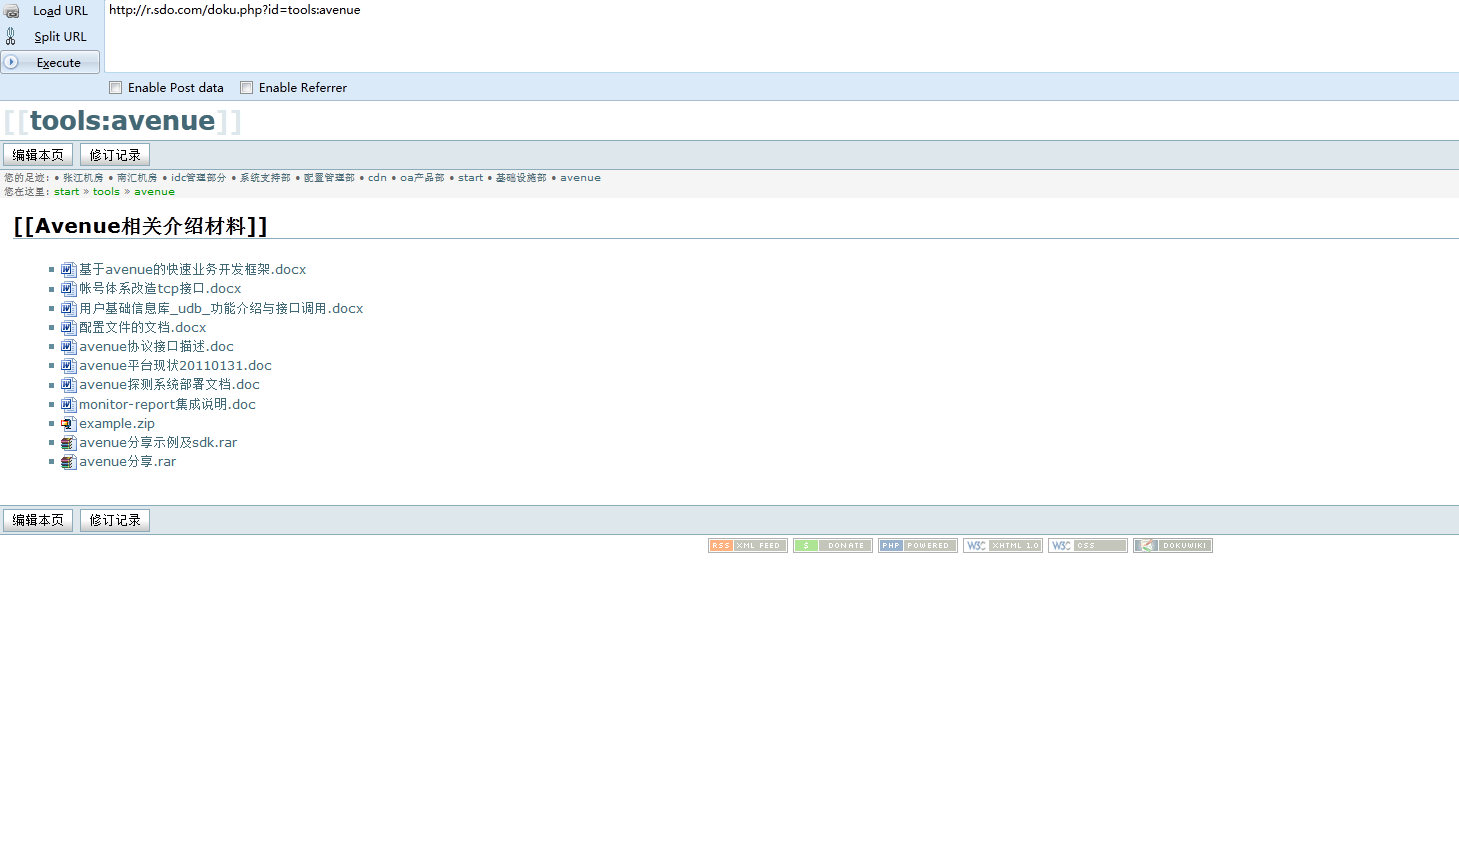 Load URL
http://r.sdo.com/doku.php?id=tools:avenue
Split URL
Execute
Enable Post data Enable Referrer
[[tools:avenue]]
编辑本页 修订记录
您的足迹: • 张江机房 • 南汇机房 • idc管理部分 • 系统支持部 • 配置管理部 • cdn • oa产品部 • start • 基础设施部 • avenue
您在这里: start » tools » avenue
[[Avenue相关介绍材料]]
基于avenue的快速业务开发框架.docx
帐号体系改造tcp接口.docx
用户基础信息库_udb_功能介绍与接口调用.docx
配置文件的文档.docx
avenue协议接口描述.doc
avenue平台现状20110131.doc
avenue探测系统部署文档.doc
monitor-report集成说明.doc
example.zip
avenue分享示例及sdk.rar
avenue分享.rar
编辑本页 修订记录
RSS XML FEED $ DONATE PHP POWERED W3C XHTML 1.0 W3C CSS DOKUWIKI